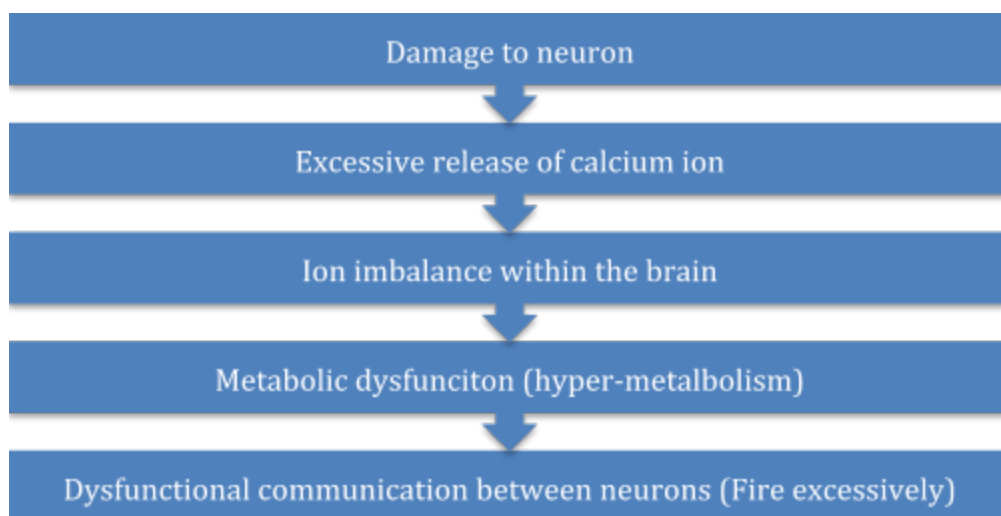 Damage to neuron
Excessive release of calcium ion
Ion imbalance within the brain
Metabolic dysfunciton (hyper-metalbolism)
Dysfunctional communication between neurons (Fire excessively)